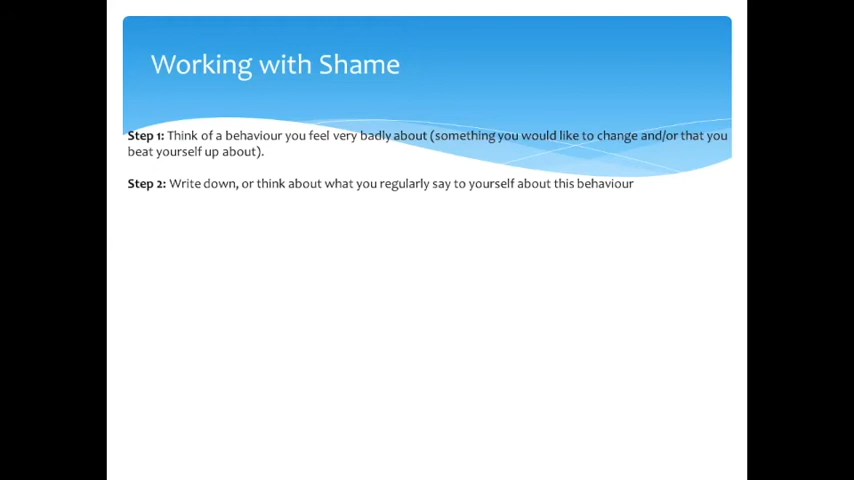 Working with Shame
Step 1: Think of a behaviour you feel very badly about (something you would like to change and/or that you
beat yourself up about).
Step 2: Write down, or think about what you regularly say to yourself about this behaviour